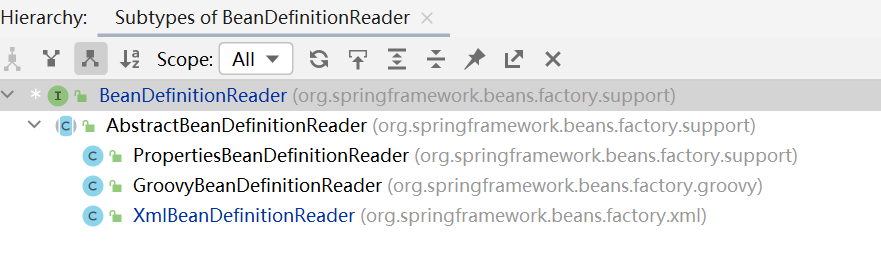 Hierarchy: Subtypes of BeanDefinitionReader
Scope: All
* I BeanDefinitionReader (org.springframework.beans.factory.support)
C AbstractBeanDefinitionReader (org.springframework.beans.factory.support)
C PropertiesBeanDefinitionReader (org.springframework.beans.factory.support)
C GroovyBeanDefinitionReader (org.springframework.beans.factory.groovy)
C XmlBeanDefinitionReader (org.springframework.beans.factory.xml)